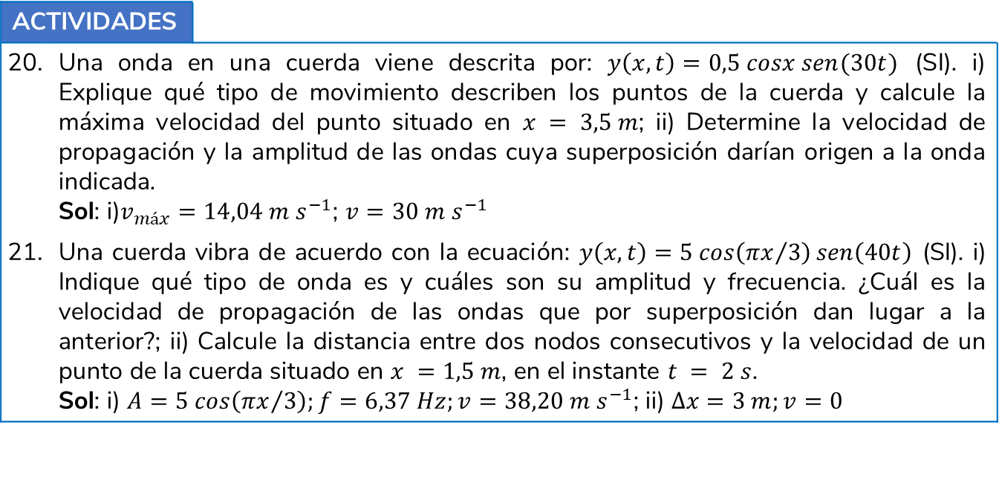 ACTIVIDADES
20. Una onda en una cuerda viene descrita por: y(x, t) = 0,5 cosx sen(30t) (SI). i)
Explique qué tipo de movimiento describen los puntos de la cuerda y calcule la
máxima velocidad del punto situado en x = 3,5 m; ii) Determine la velocidad de
propagación y la amplitud de las ondas cuya superposición darían origen a la onda
indicada.
Sol: i)vₘáₓ = 14,04 m s⁻¹; v = 30 m s⁻¹
21. Una cuerda vibra de acuerdo con la ecuación: y(x, t) = 5 cos(πx/3) sen(40t) (SI). i)
Indique qué tipo de onda es y cuáles son su amplitud y frecuencia. ¿Cuál es la
velocidad de propagación de las ondas que por superposición dan lugar a la
anterior?; ii) Calcule la distancia entre dos nodos consecutivos y la velocidad de un
punto de la cuerda situado en x = 1,5 m, en el instante t = 2 s.
Sol: i) A = 5 cos(πx/3); f = 6,37 Hz; v = 38,20 m s⁻¹; ii) Δx = 3 m; v = 0